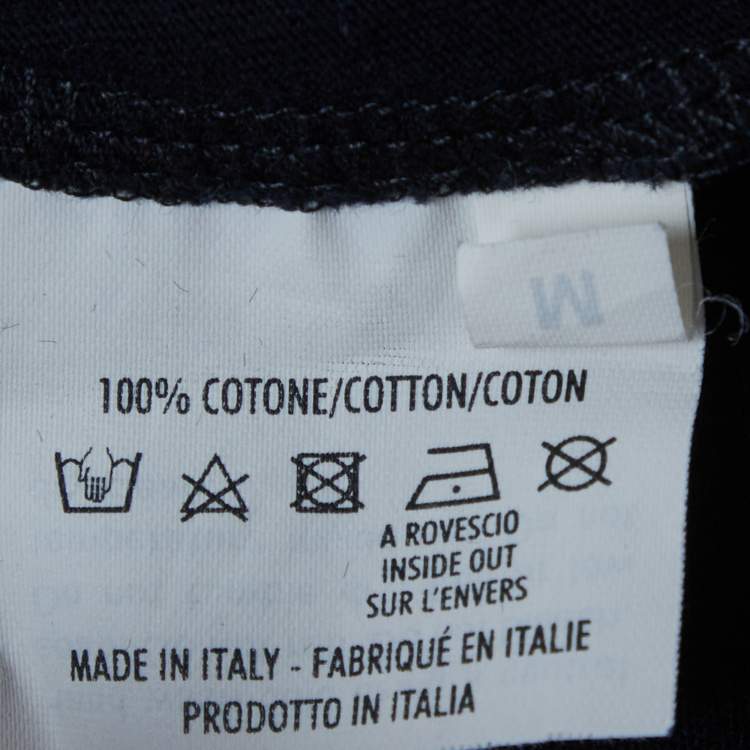 M
100% COTONE/COTTON/COTON
A ROVESCIO
INSIDE OUT
SUR L'ENVERS
MADE IN ITALY - FABRIQUÉ EN ITALIE
PRODOTTO IN ITALIA